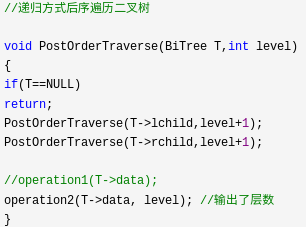 //递归方式后序遍历二叉树
void PostOrderTraverse(BiTree T,int level)
{
if(T==NULL)
return;
PostOrderTraverse(T->lchild,level+1);
PostOrderTraverse(T->rchild,level+1);
//operation1(T->data);
operation2(T->data, level); //输出了层数
}